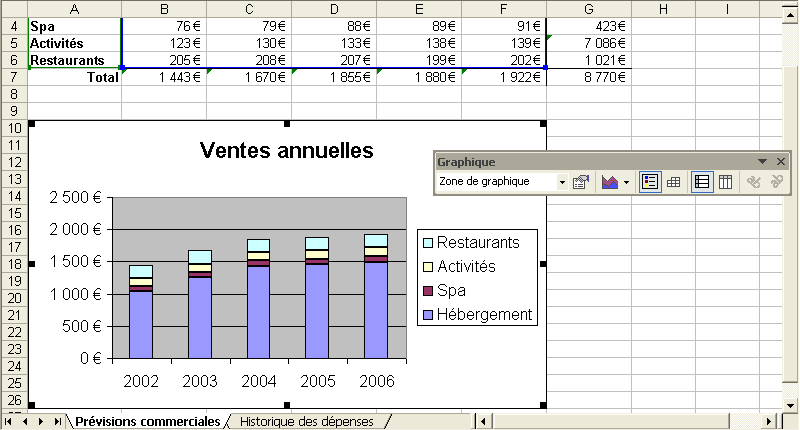 A B C D E F G H I
4 Spa 76 € 79 € 88 € 89 € 91 € 423 €
5 Activités 123 € 130 € 133 € 138 € 139 € 7 086 €
6 Restaurants 205 € 208 € 207 € 199 € 202 € 1 021 €
7 Total 1 443 € 1 670 € 1 855 € 1 880 € 1 922 € 8 770 €
8
9
10
11
12
13
14
15
16
17
18
19
20
21
22
23
24
25
26
Ventes annuelles
Graphique
Zone de graphique
2 500 €
2 000 €
1 500 €
1 000 €
500 €
0 €
2002 2003 2004 2005 2006
Restaurants
Activités
Spa
Hébergement
Prévisions commerciales Historique des dépenses